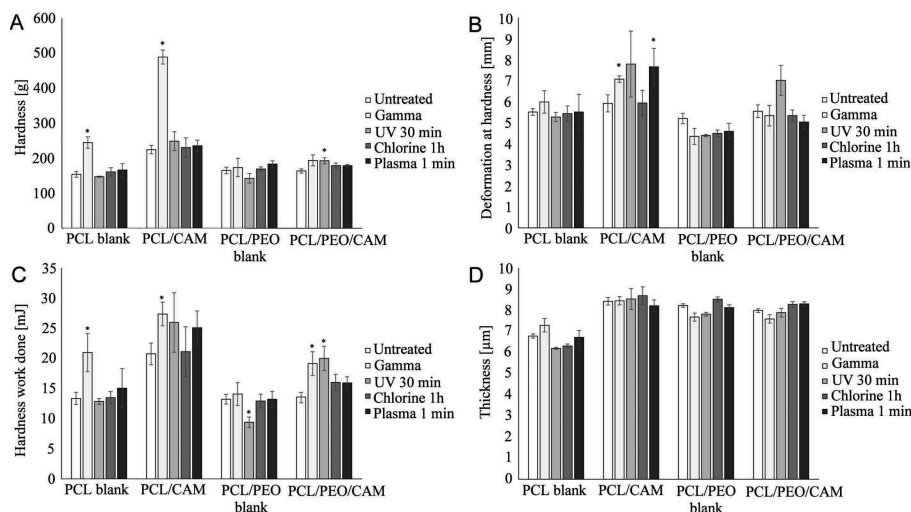 A
Hardness [g]
600
500
400
300
200
100
0
*
*
*
PCL blank
PCL/CAM
PCL/PEO
blank
PCL/PEO/CAM
Untreated
Gamma
UV 30 min
Chlorine 1h
Plasma 1 min
B
Deformation at hardness [mm]
10
9
8
7
6
5
4
3
2
1
0
*
*
PCL blank
PCL/CAM
PCL/PEO
blank
PCL/PEO/CAM
Untreated
Gamma
UV 30 min
Chlorine 1h
Plasma 1 min
C
Hardness work done [mJ]
35
30
25
20
15
10
5
0
*
*
*
*
*
PCL blank
PCL/CAM
PCL/PEO
blank
PCL/PEO/CAM
Untreated
Gamma
UV 30 min
Chlorine 1h
Plasma 1 min
D
Thickness [μm]
10
9
8
7
6
5
4
3
2
1
0
PCL blank
PCL/CAM
PCL/PEO
blank
PCL/PEO/CAM
Untreated
Gamma
UV 30 min
Chlorine 1h
Plasma 1 min